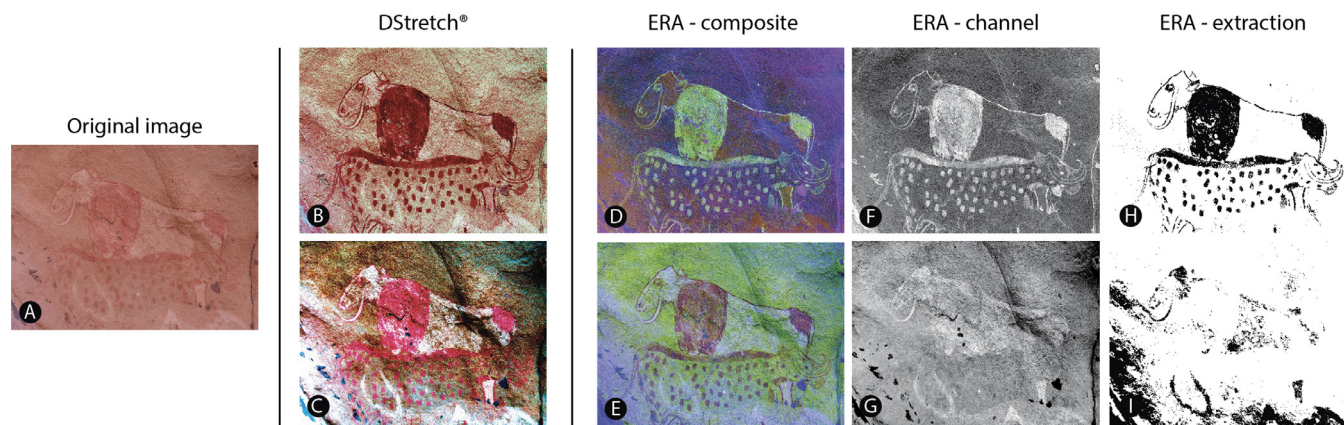 DStretch®
ERA - composite
ERA - channel
ERA - extraction
Original image
A
B
C
D
E
F
G
H
I